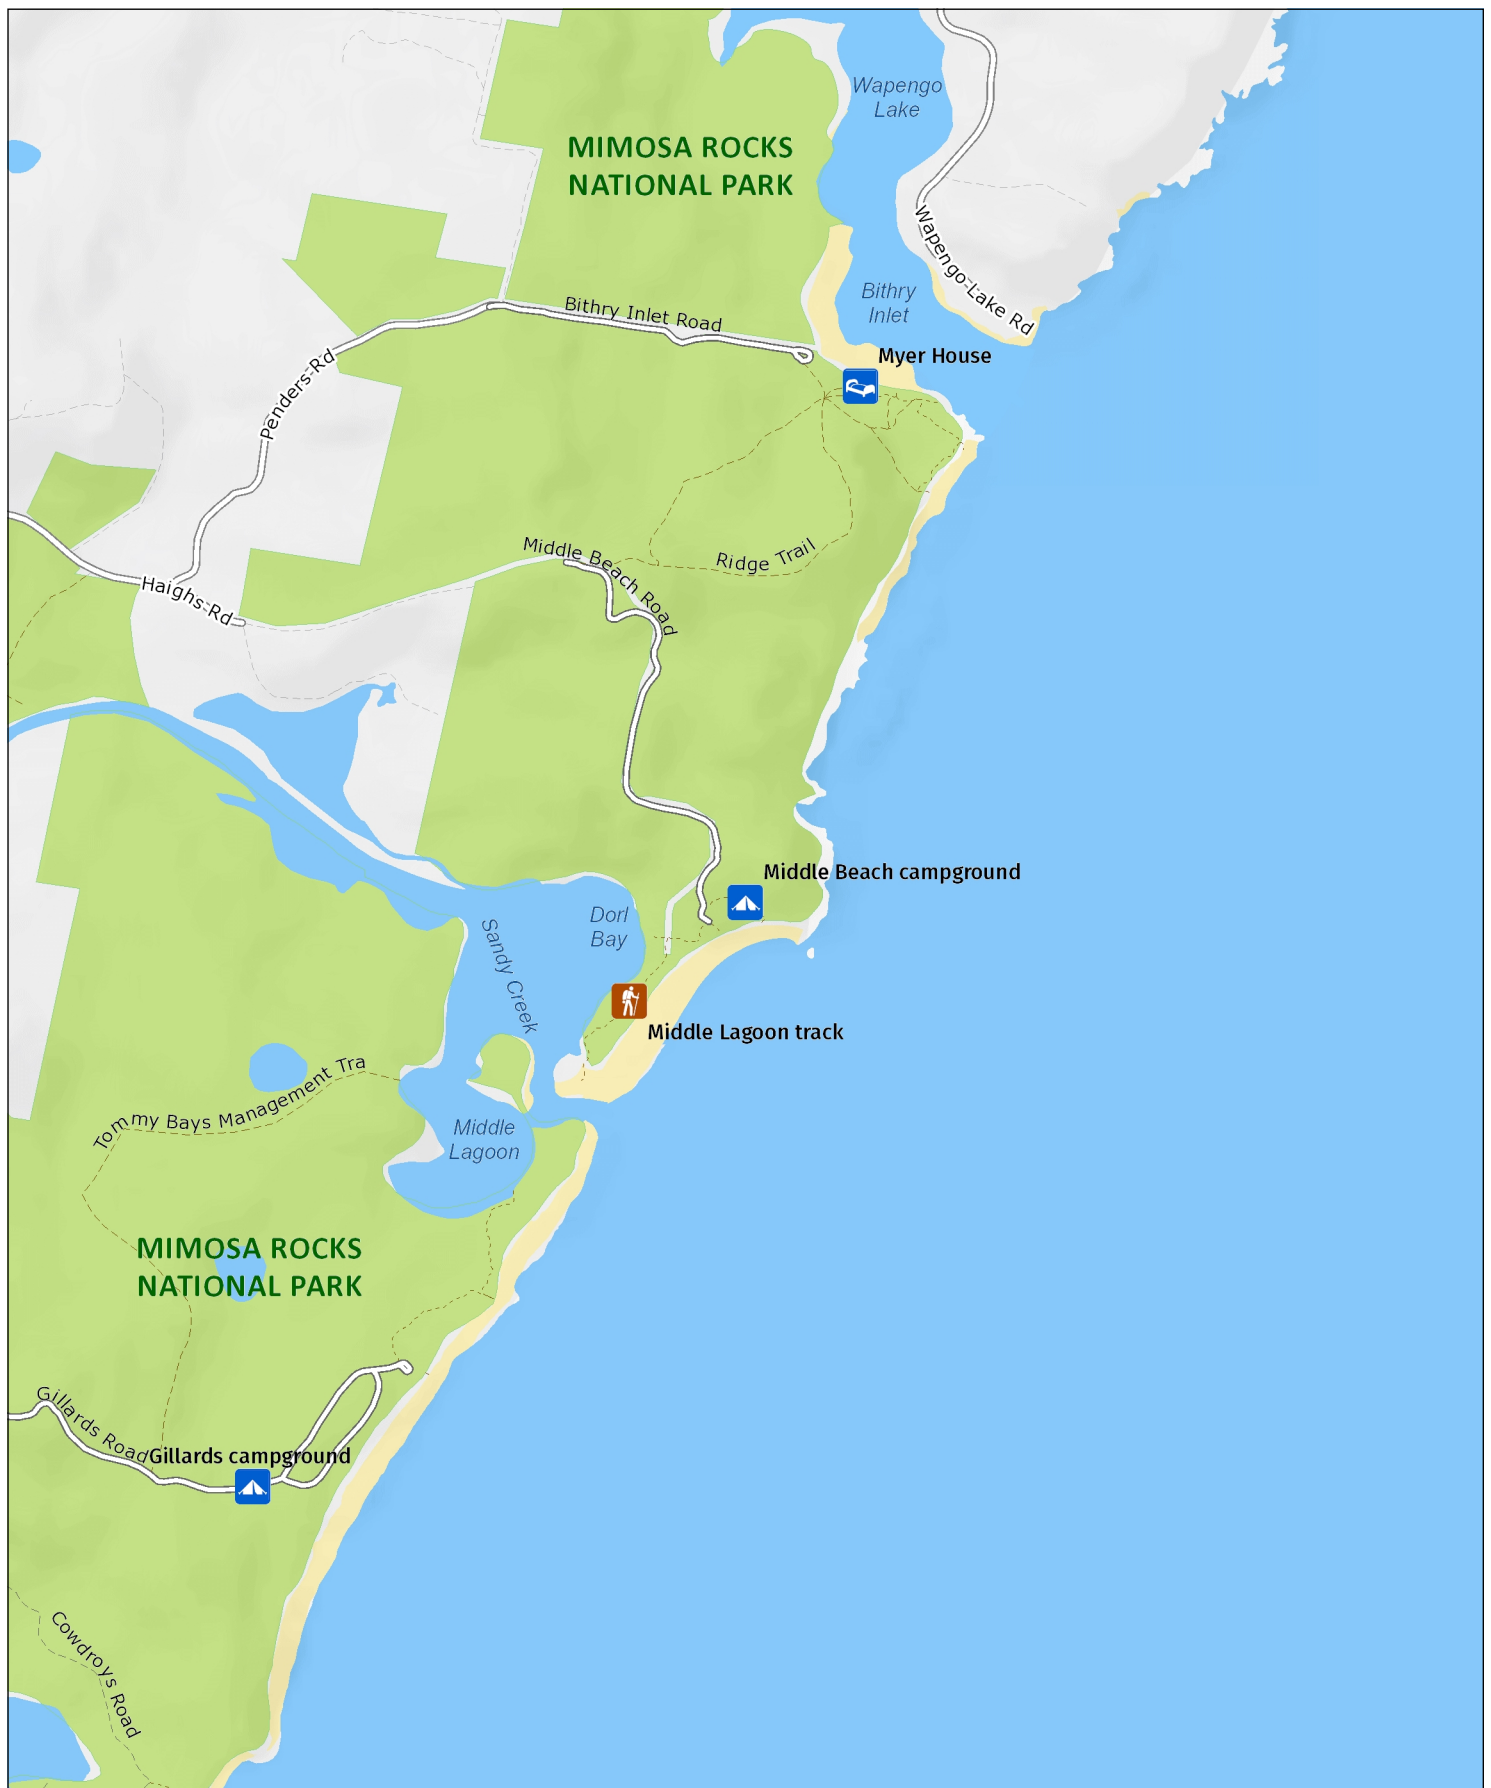 Wapengo
Lake
MIMOSA ROCKS
NATIONAL PARK
Wapengo Lake Rd
Bithry
Inlet
Bithry Inlet Road
Myer House
Penders Rd
Middle Beach Road
Ridge Trail
Haighs Rd
Middle Beach campground
Dorl
Bay
Sandy Creek
Middle Lagoon track
Tommy Bays Management Tra
Middle
Lagoon
MIMOSA ROCKS
NATIONAL PARK
Gillards Road
Gillards campground
Cowdroys Road